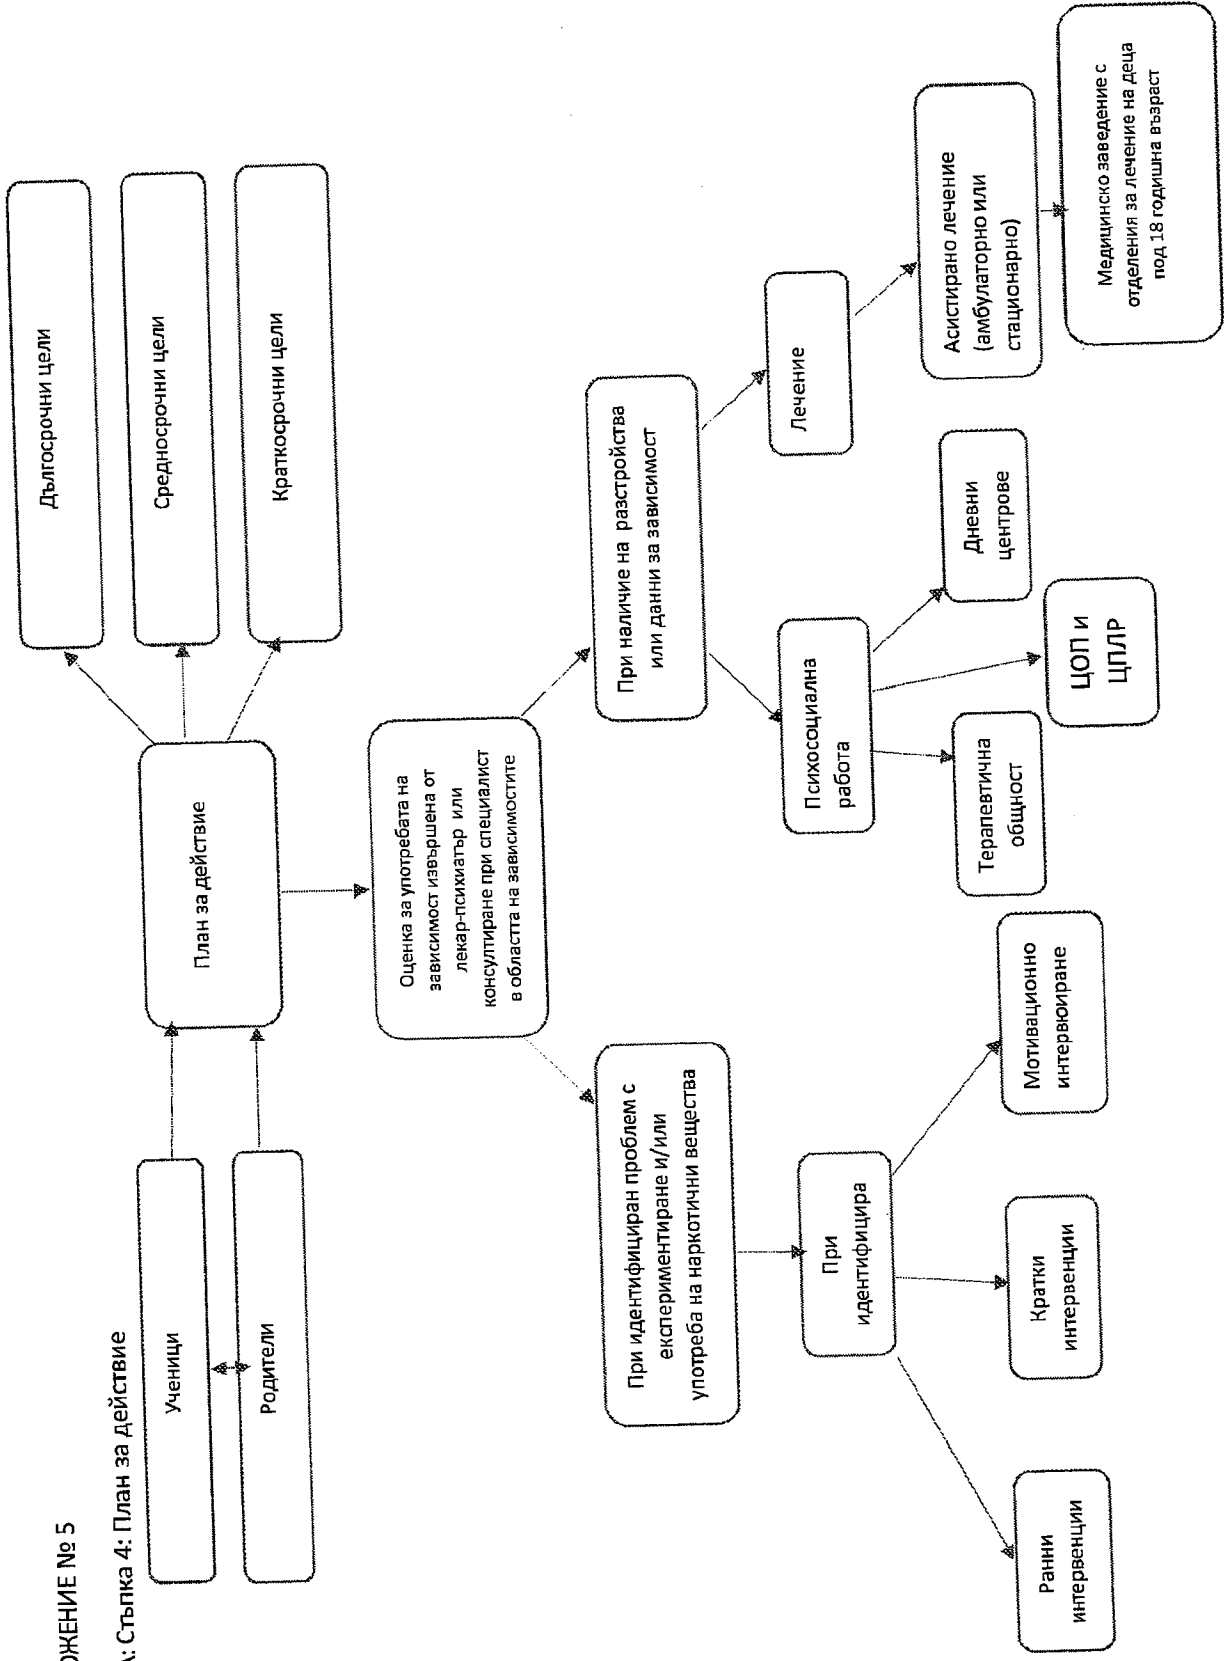 ОЖЕНИЕ № 5
А: Стъпка 4: План за действие
Ученици
Родители
План за действие
Дългосрочни цели
Средносрочни цели
Краткосрочни цели
Оценка за употребата на
зависимост извършена от
лекар-психиатър или
консултиране при специалист
в областта на зависимостите
При идентифициран проблем с
експериментиране и/или
употреба на наркотични вещества
При наличие на разстройства
или данни за зависимост
При
идентифицира
Психосоциална
работа
Лечение
Ранни
интервенции
Кратки
интервенции
Мотивационно
интервюиране
Терапевтична
общност
ЦОП и
ЦПЛР
Дневни
центрове
Асистирано лечение
(амбулаторно или
стационарно)
Медицинско заведение с
отделения за лечение на деца
под 18 годишна възраст